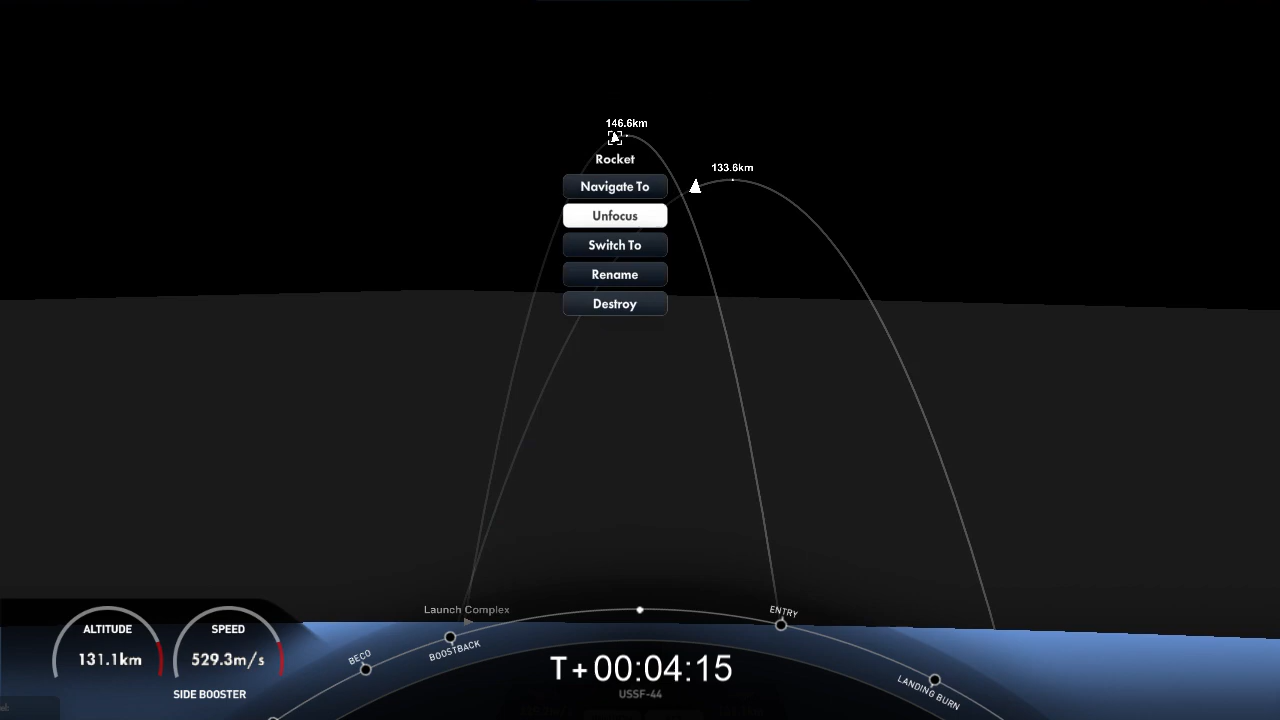 146.6km
133.6km
Rocket
Navigate To
Unfocus
Switch To
Rename
Destroy
Launch Complex
ENTRY
ALTITUDE
SPEED
131.1km
529.3m/s
BECO
BOOSTBACK
T+00:04:15
LANDING BURN
SIDE BOOSTER
USSF-44